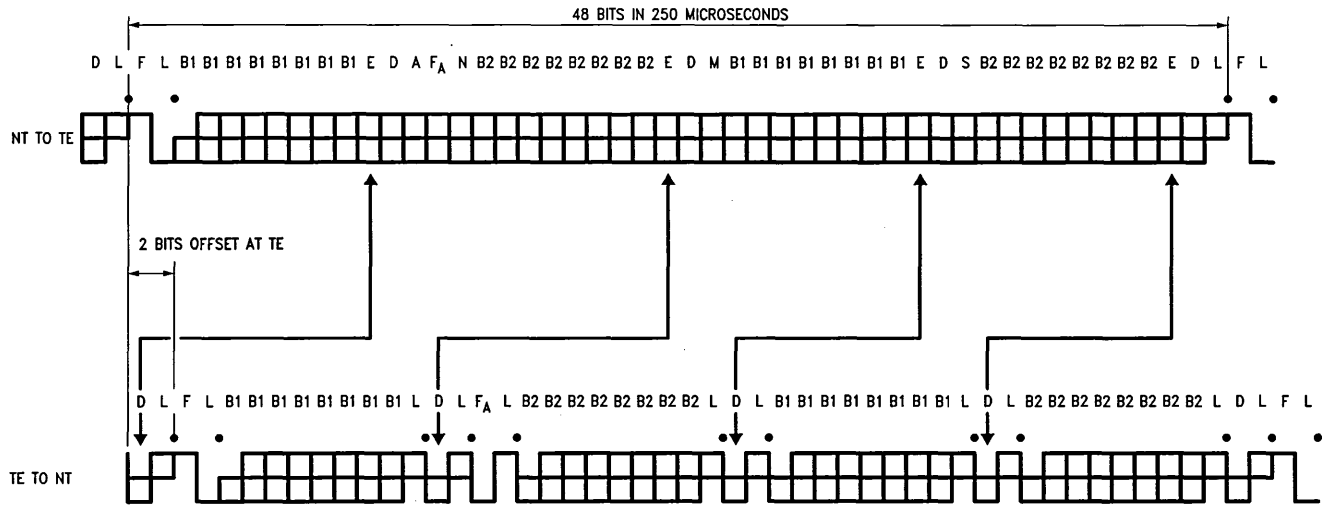 48 BITS IN 250 MICROSECONDS
D L F L B1 B1 B1 B1 B1 B1 B1 B1 E D A FA N B2 B2 B2 B2 B2 B2 B2 B2 E D M B1 B1 B1 B1 B1 B1 B1 B1 E D S B2 B2 B2 B2 B2 B2 B2 B2 E D L F L
NT TO TE
2 BITS OFFSET AT TE
D L F L B1 B1 B1 B1 B1 B1 B1 B1 L D L FA L B2 B2 B2 B2 B2 B2 B2 B2 L D L B1 B1 B1 B1 B1 B1 B1 B1 L D L B2 B2 B2 B2 B2 B2 B2 B2 L D L F L
TE TO NT